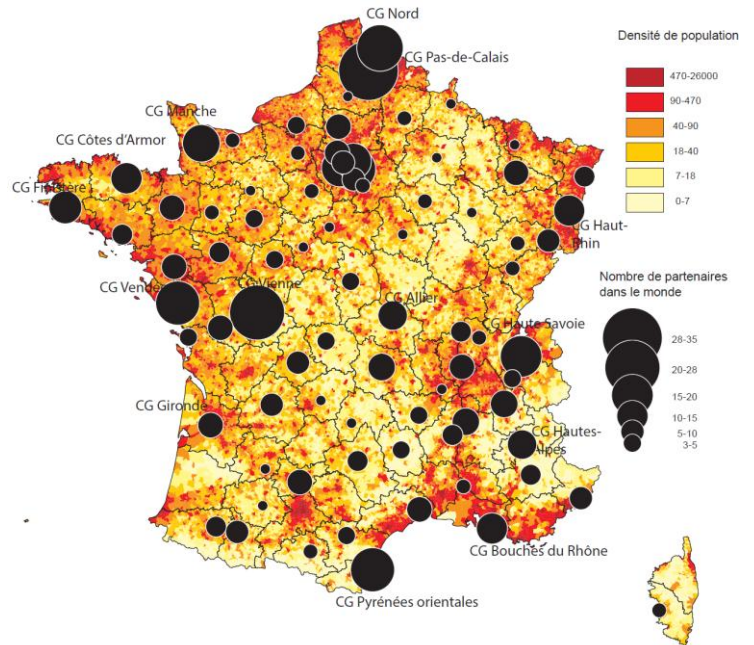 CG Nord
CG Pas-de-Calais
CG Manche
CG Côtes d'Armor
CG Finistère
CG Haut-
Rhin
CG Vendée
CG Vienne
CG Allier
CG Haute Savoie
CG Gironde
CG Hautes-
Alpes
CG Bouches du Rhône
CG Pyrénées orientales
Densité de population
470-26000
90-470
40-90
18-40
7-18
0-7
Nombre de partenaires
dans le monde
28-35
20-28
15-20
10-15
5-10
3-5